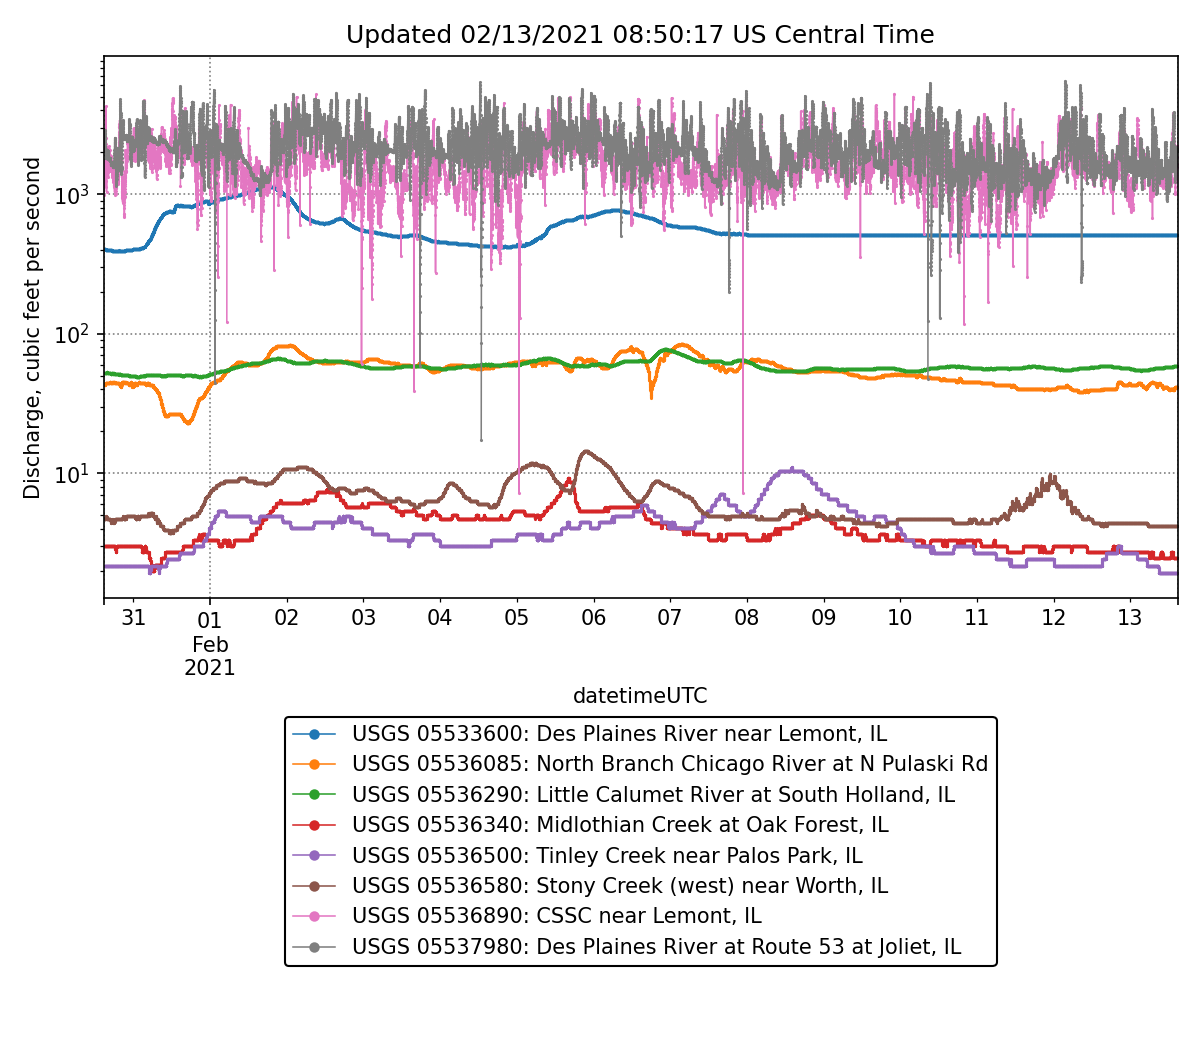 Updated 02/13/2021 08:50:17 US Central Time
Discharge, cubic feet per second
10³
10²
10¹
31 01 02 03 04 05 06 07 08 09 10 11 12 13
Feb
2021
datetimeUTC
USGS 05533600: Des Plaines River near Lemont, IL
USGS 05536085: North Branch Chicago River at N Pulaski Rd
USGS 05536290: Little Calumet River at South Holland, IL
USGS 05536340: Midlothian Creek at Oak Forest, IL
USGS 05536500: Tinley Creek near Palos Park, IL
USGS 05536580: Stony Creek (west) near Worth, IL
USGS 05536890: CSSC near Lemont, IL
USGS 05537980: Des Plaines River at Route 53 at Joliet, IL